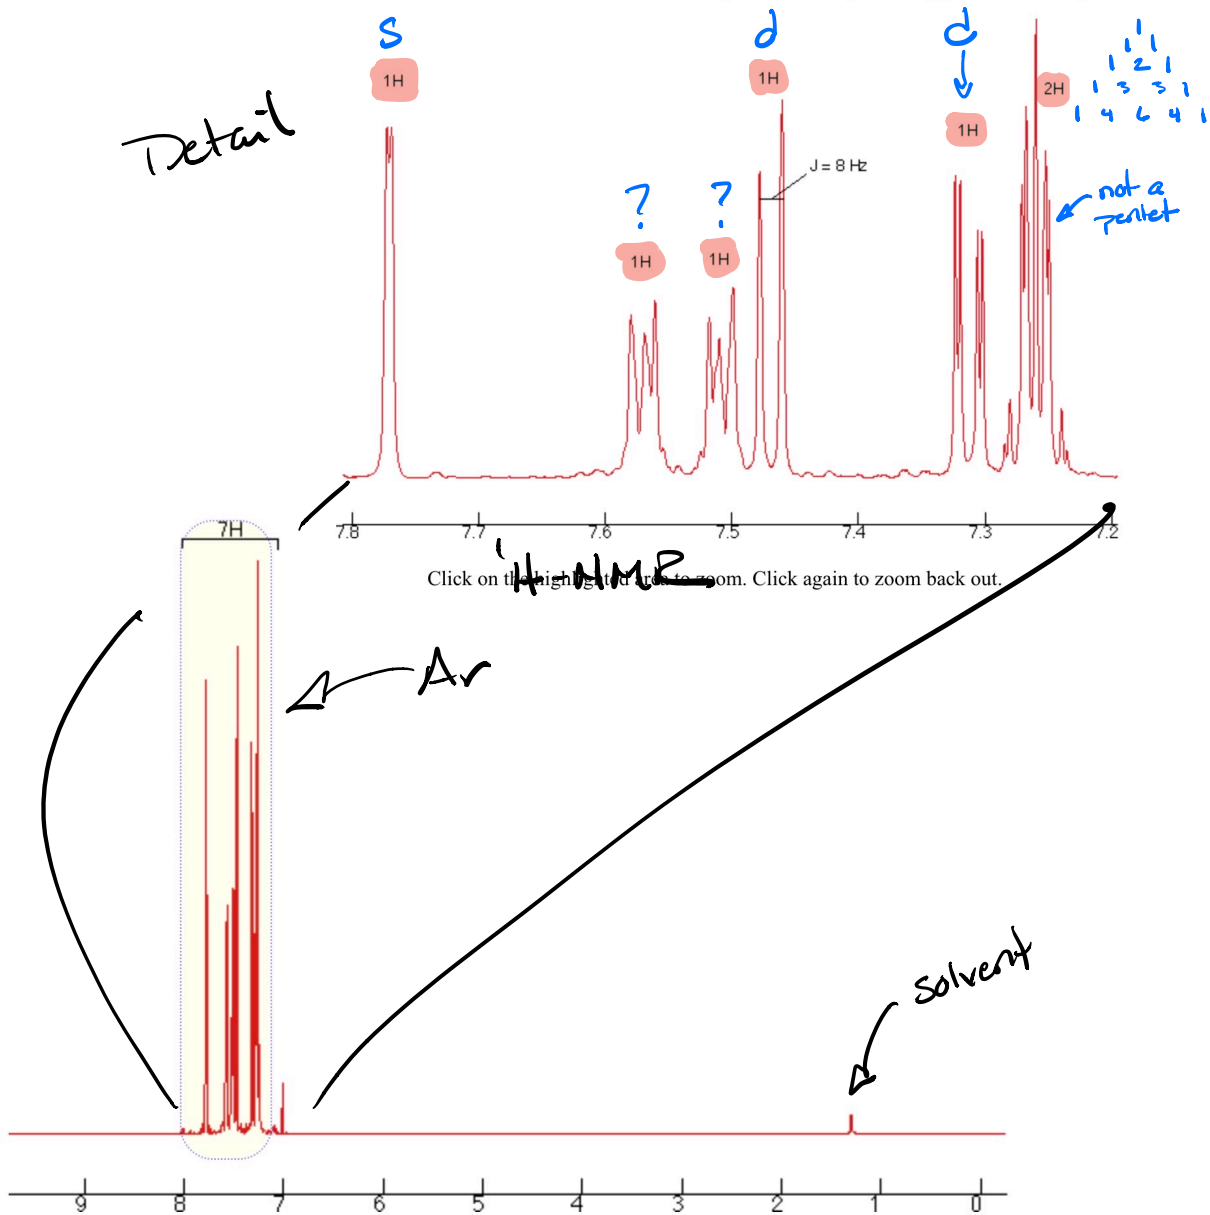 s
d
d
1H
1H
1H
2H
1
1 1
1 2 1
1 3 3 1
1 4 6 4 1
Detail
J = 8 Hz
?
?
1H
1H
not a
pentet
7.8 7.7 7.6 7.5 7.4 7.3 7.2
7H
1H-NMR
Click on the highlighted area to zoom. Click again to zoom back out.
Ar
solvent
9 8 7 6 5 4 3 2 1 0